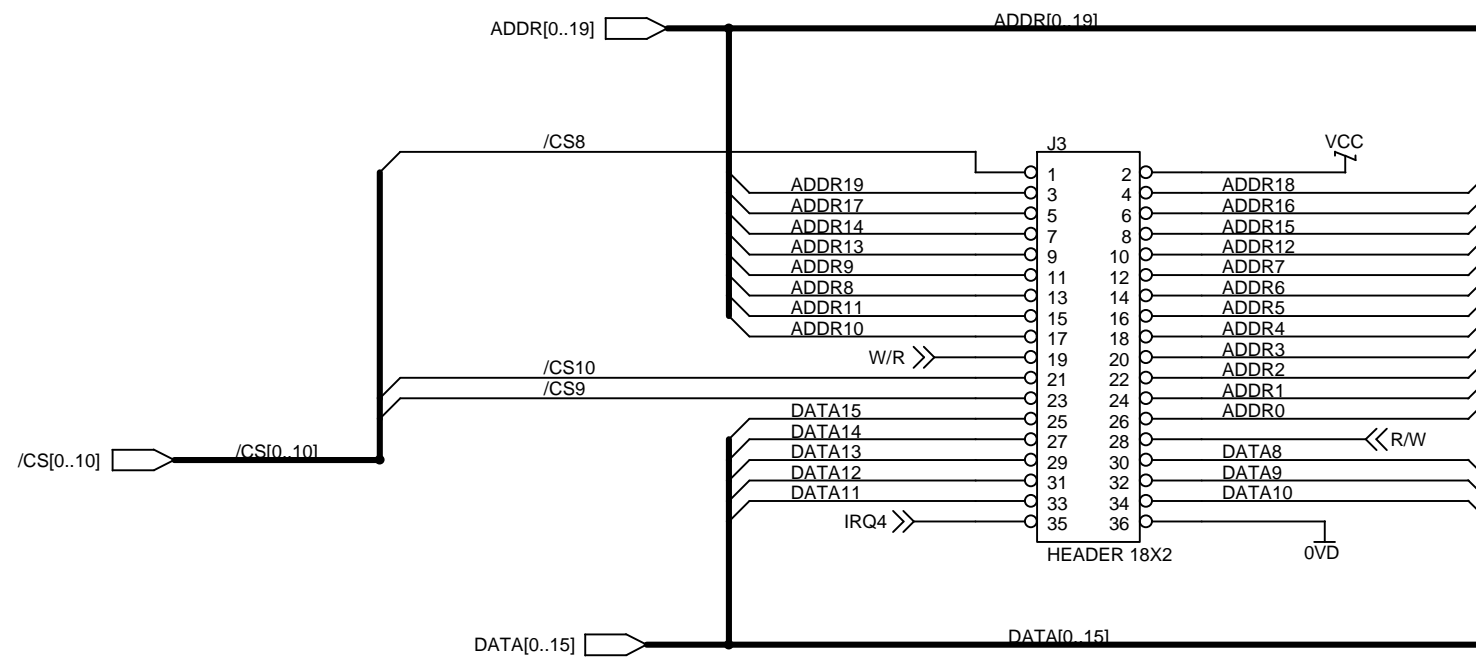 ADDR[0..19] ADDR[0..19]
/CS8 J3 VCC
1 2
ADDR19 3 4 ADDR18
ADDR17 5 6 ADDR16
ADDR14 7 8 ADDR15
ADDR13 9 10 ADDR12
ADDR9 11 12 ADDR7
ADDR8 13 14 ADDR6
ADDR11 15 16 ADDR5
ADDR10 17 18 ADDR4
W/R 19 20 ADDR3
/CS10 21 22 ADDR2
/CS9 23 24 ADDR1
DATA15 25 26 ADDR0
DATA14 27 28 R/W
/CS[0..10] /CS[0..10] DATA13 29 30 DATA8
DATA12 31 32 DATA9
DATA11 33 34 DATA10
IRQ4 35 36
HEADER 18X2 0VD
DATA[0..15] DATA[0..15]